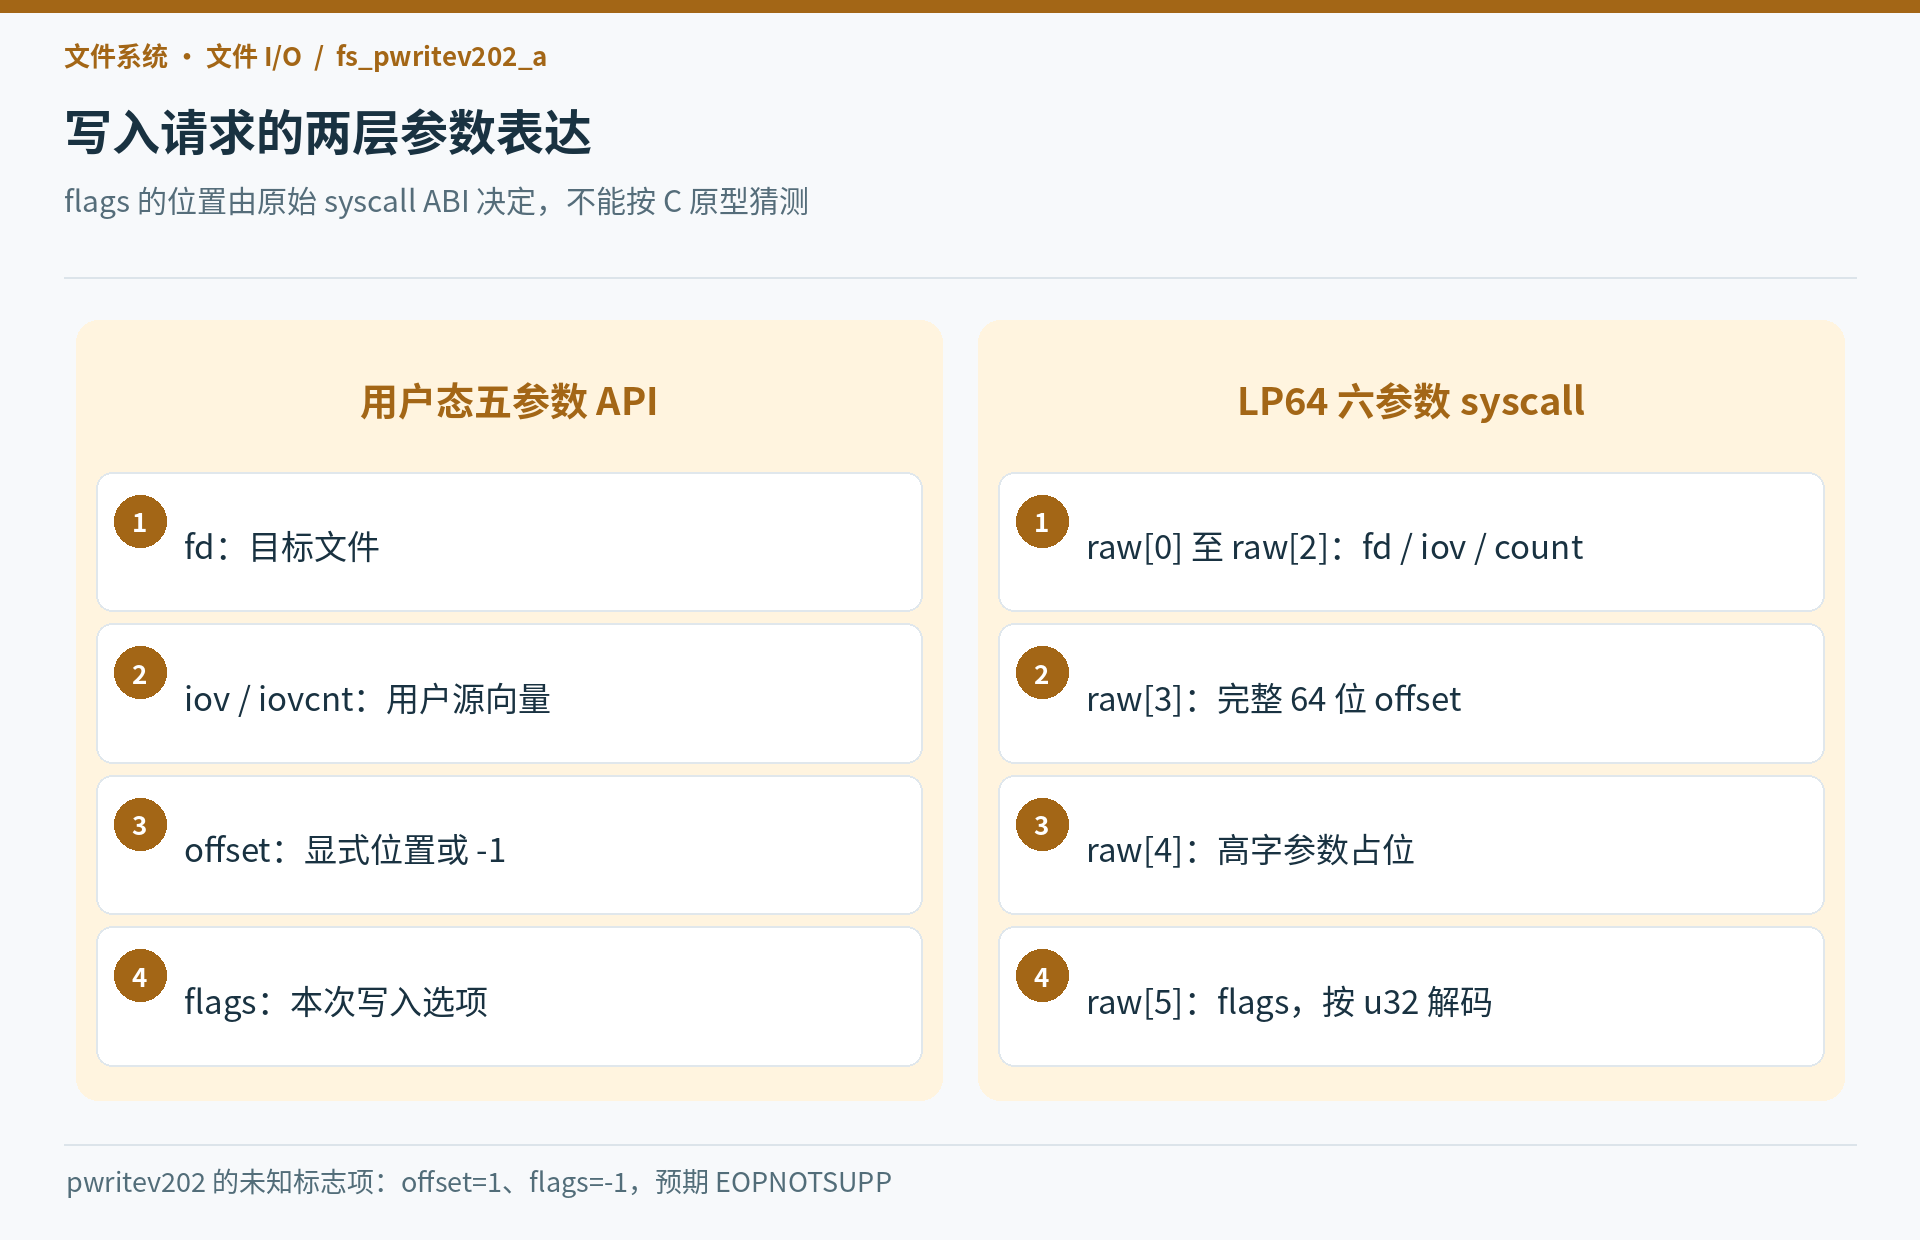 文件系统 · 文件 I/O / fs_pwritev202_a
写入请求的两层参数表达
flags 的位置由原始 syscall ABI 决定，不能按 C 原型猜测
用户态五参数 API
1
fd：目标文件
2
iov / iovcnt：用户源向量
3
offset：显式位置或 -1
4
flags：本次写入选项
LP64 六参数 syscall
1
raw[0] 至 raw[2]：fd / iov / count
2
raw[3]：完整 64 位 offset
3
raw[4]：高字参数占位
4
raw[5]：flags，按 u32 解码
pwritev202 的未知标志项：offset=1、flags=-1，预期 EOPNOTSUPP